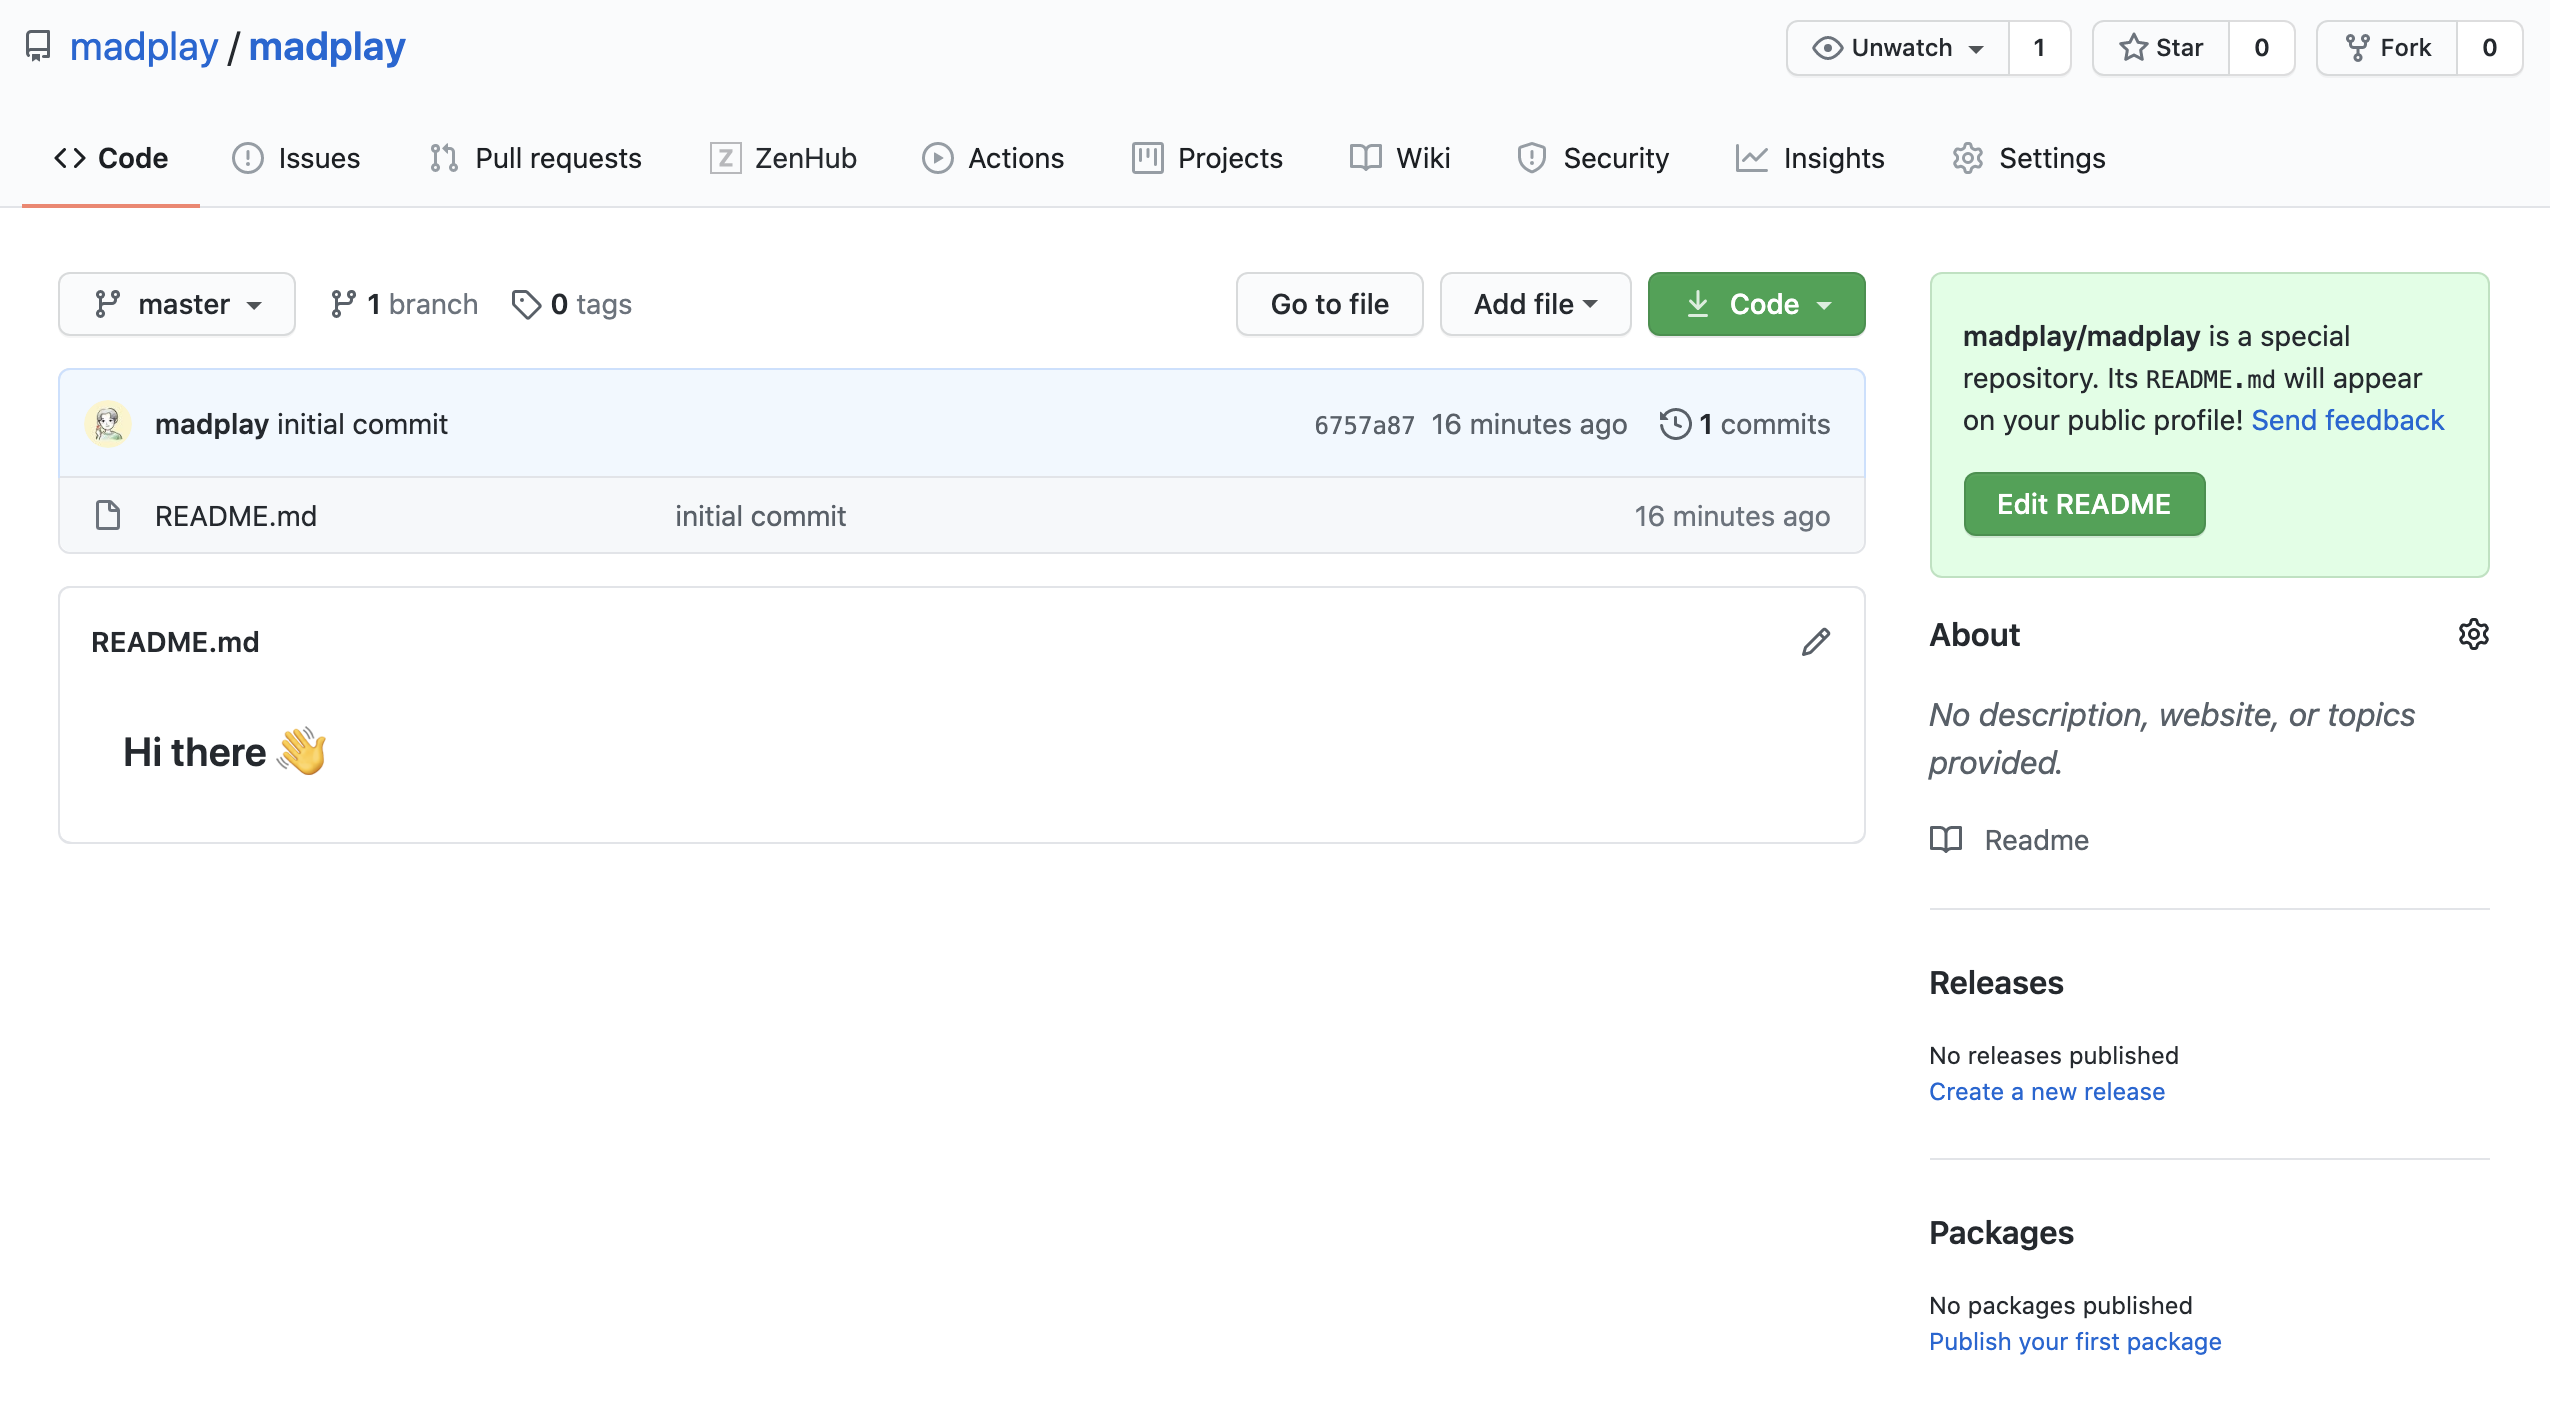 madplay / madplay
Unwatch 1 Star 0 Fork 0
Code Issues Pull requests Z ZenHub Actions Projects Wiki Security Insights Settings
master 1 branch 0 tags Go to file Add file Code
madplay initial commit 6757a87 16 minutes ago 1 commits
README.md initial commit 16 minutes ago
README.md
Hi there 👋
madplay/madplay is a special
repository. Its README.md will appear
on your public profile! Send feedback
Edit README
About
No description, website, or topics
provided.
Readme
Releases
No releases published
Create a new release
Packages
No packages published
Publish your first package